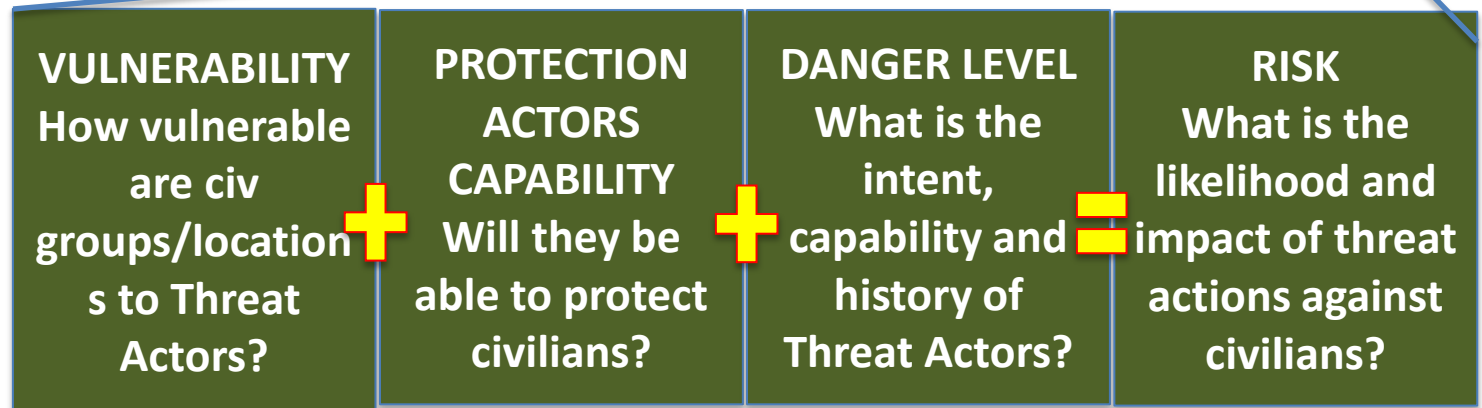 VULNERABILITY
How vulnerable
are civ
groups/location
s to Threat
Actors?
PROTECTION
ACTORS
CAPABILITY
Will they be
able to protect
civilians?
DANGER LEVEL
What is the
intent,
capability and
history of
Threat Actors?
RISK
What is the
likelihood and
impact of threat
actions against
civilians?